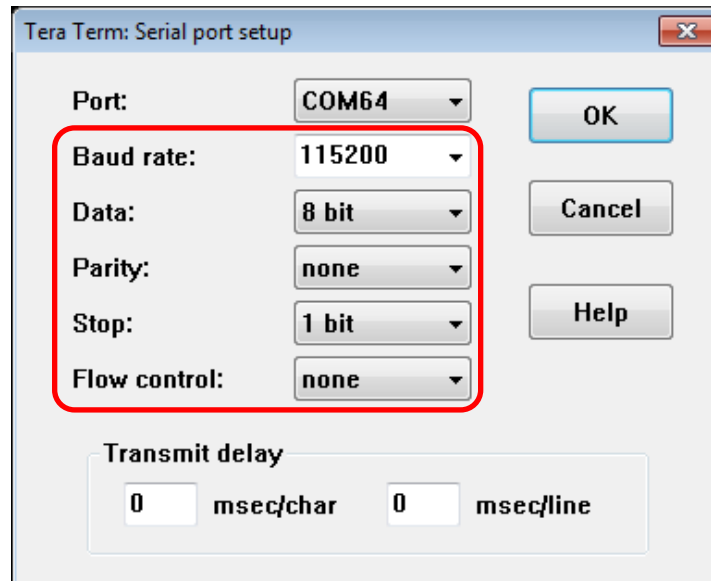 Tera Term: Serial port setup
Port: COM64 OK
Baud rate: 115200
Data: 8 bit Cancel
Parity: none
Stop: 1 bit Help
Flow control: none
Transmit delay
0 msec/char 0 msec/line